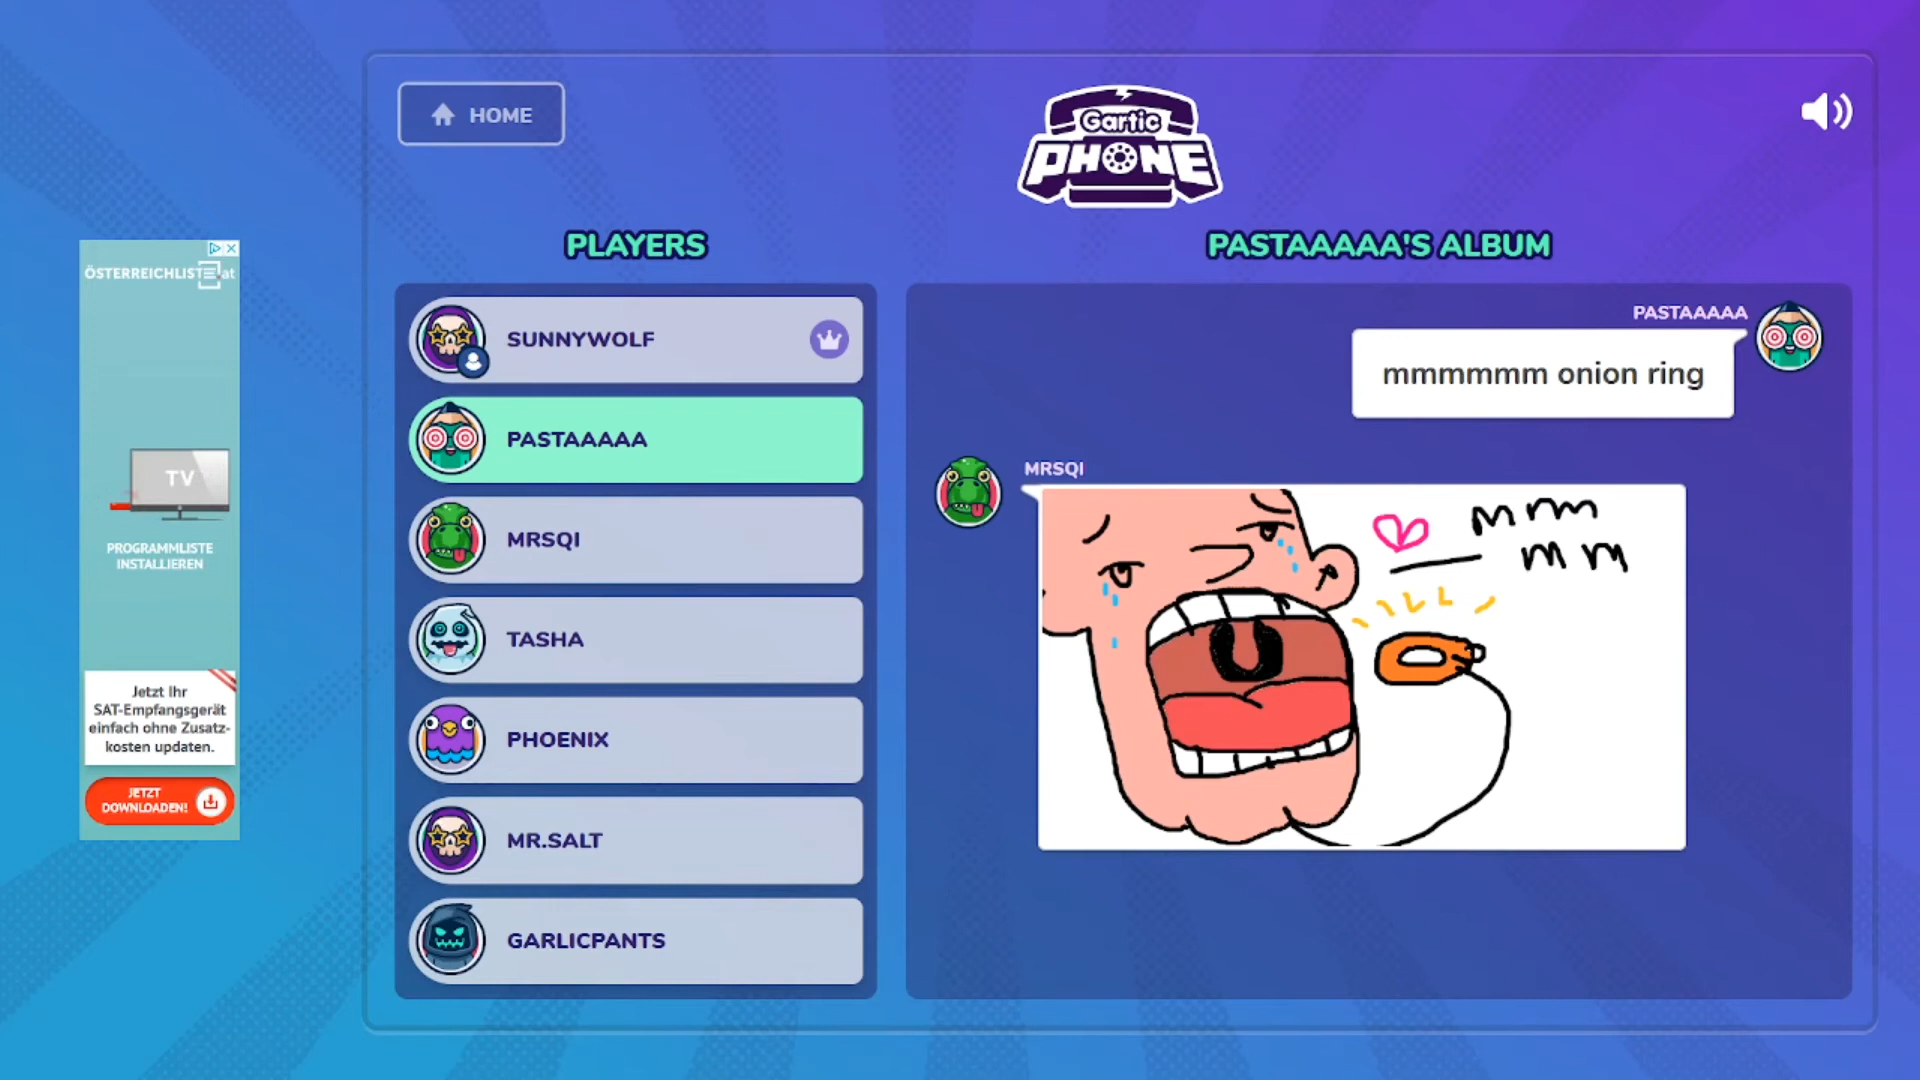 HOME
Gartic
PHONE
PLAYERS
PASTAAAAA'S ALBUM
SUNNYWOLF
PASTAAAAA
MRSQI
TASHA
PHOENIX
MR.SALT
GARLICPANTS
PASTAAAAA
mmmmmm onion ring
MRSQI
mmm
mm
ÖSTERREICHLISTE.at
TV
PROGRAMMLISTE
INSTALLIEREN
Jetzt Ihr
SAT-Empfangsgerät
einfach ohne Zusatz-
kosten updaten.
JETZT
DOWNLOADEN!